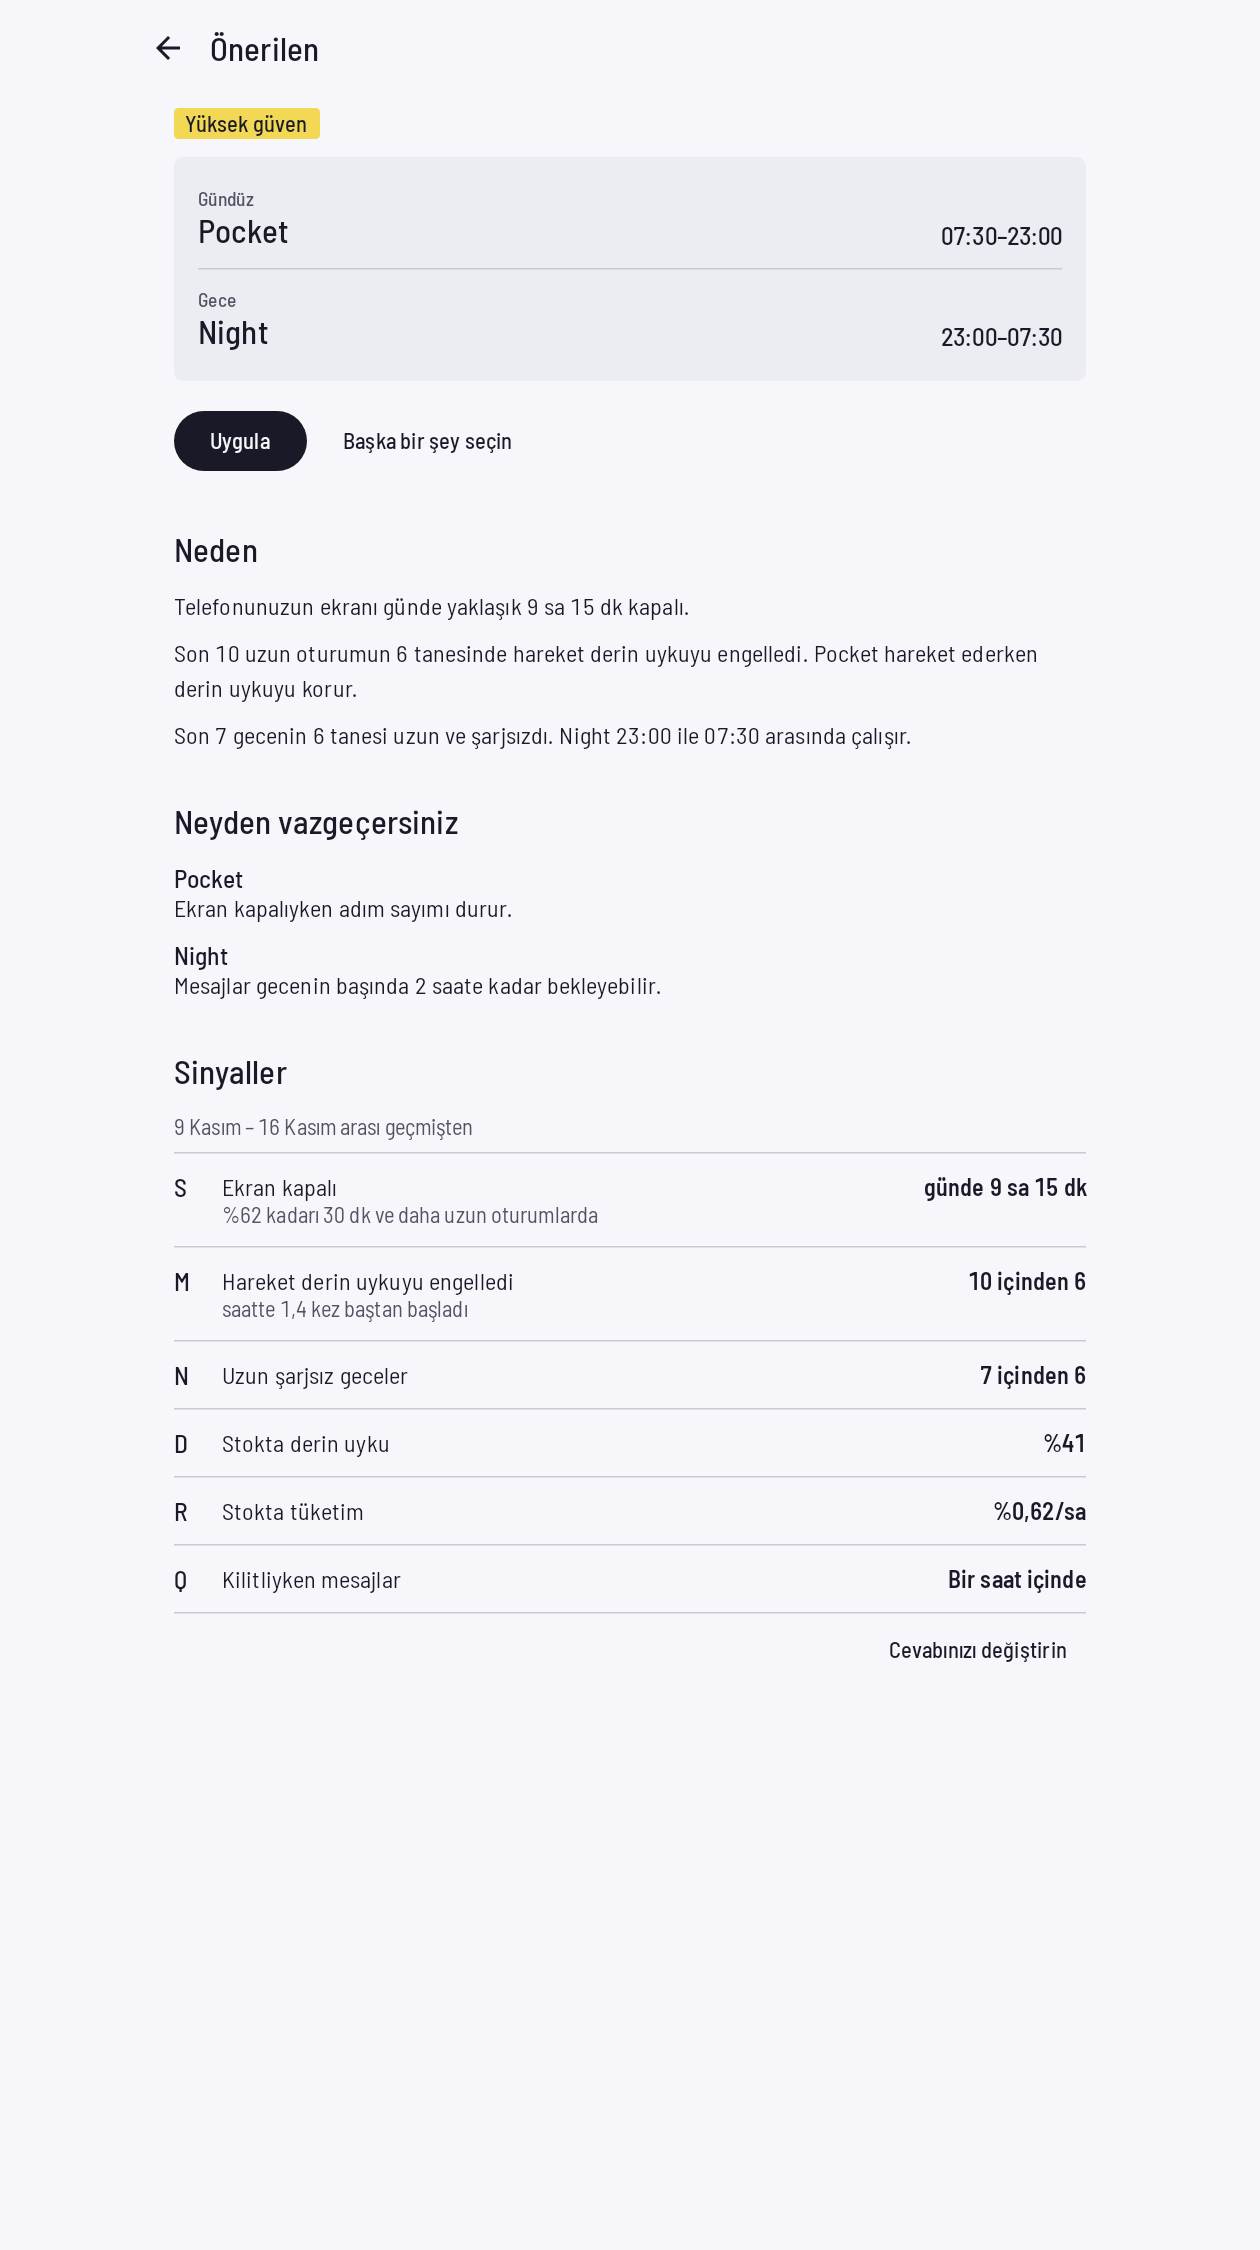 Önerilen
Yüksek güven
Gündüz
Pocket
07:30–23:00
Gece
Night
23:00–07:30
Uygula
Başka bir şey seçin
Neden
Telefonunuzun ekranı günde yaklaşık 9 sa 15 dk kapalı.
Son 10 uzun oturumun 6 tanesinde hareket derin uykuyu engelledi. Pocket hareket ederken
derin uykuyu korur.
Son 7 gecenin 6 tanesi uzun ve şarjsızdı. Night 23:00 ile 07:30 arasında çalışır.
Neyden vazgeçersiniz
Pocket
Ekran kapalıyken adım sayımı durur.
Night
Mesajlar gecenin başında 2 saate kadar bekleyebilir.
Sinyaller
9 Kasım – 16 Kasım arası geçmişten
S Ekran kapalı günde 9 sa 15 dk
%62 kadarı 30 dk ve daha uzun oturumlarda
M Hareket derin uykuyu engelledi 10 içinden 6
saatte 1,4 kez baştan başladı
N Uzun şarjsız geceler 7 içinden 6
D Stokta derin uyku %41
R Stokta tüketim %0,62/sa
Q Kilitliyken mesajlar Bir saat içinde
Cevabınızı değiştirin